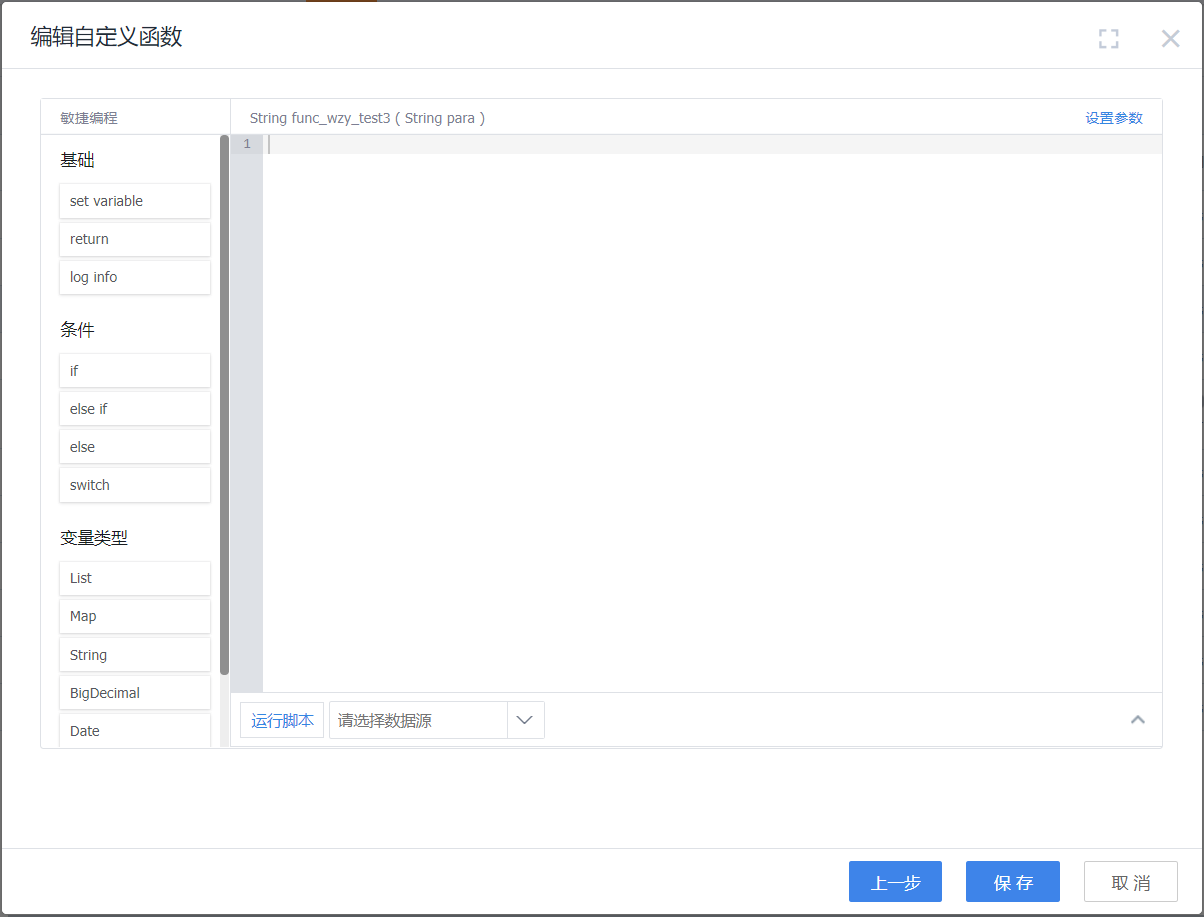 编辑自定义函数
敏捷编程
String func_wzy_test3 ( String para )
设置参数
基础
set variable
return
log info
条件
if
else if
else
switch
变量类型
List
Map
String
BigDecimal
Date
1
运行脚本
请选择数据源
上一步
保 存
取 消